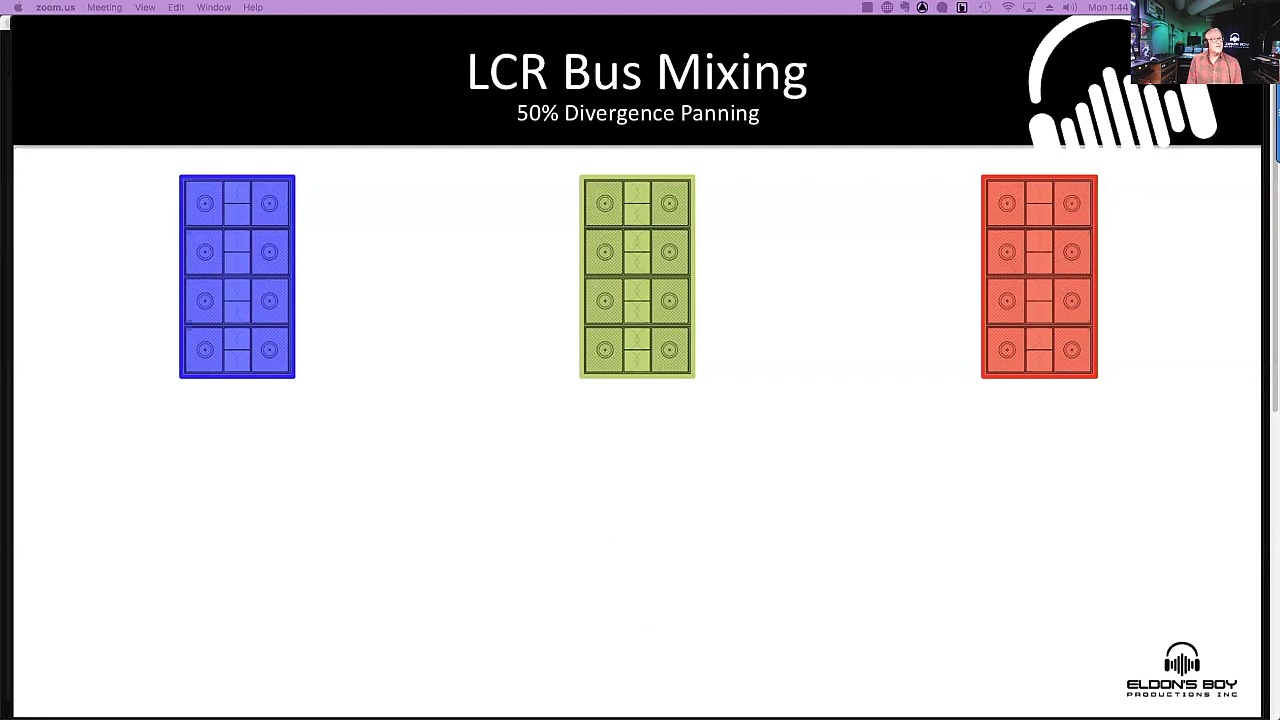 zoom.us Meeting View Edit Window Help Mon 1:44
LCR Bus Mixing
50% Divergence Panning
ELDON'S BOY
PRODUCTIONS INC